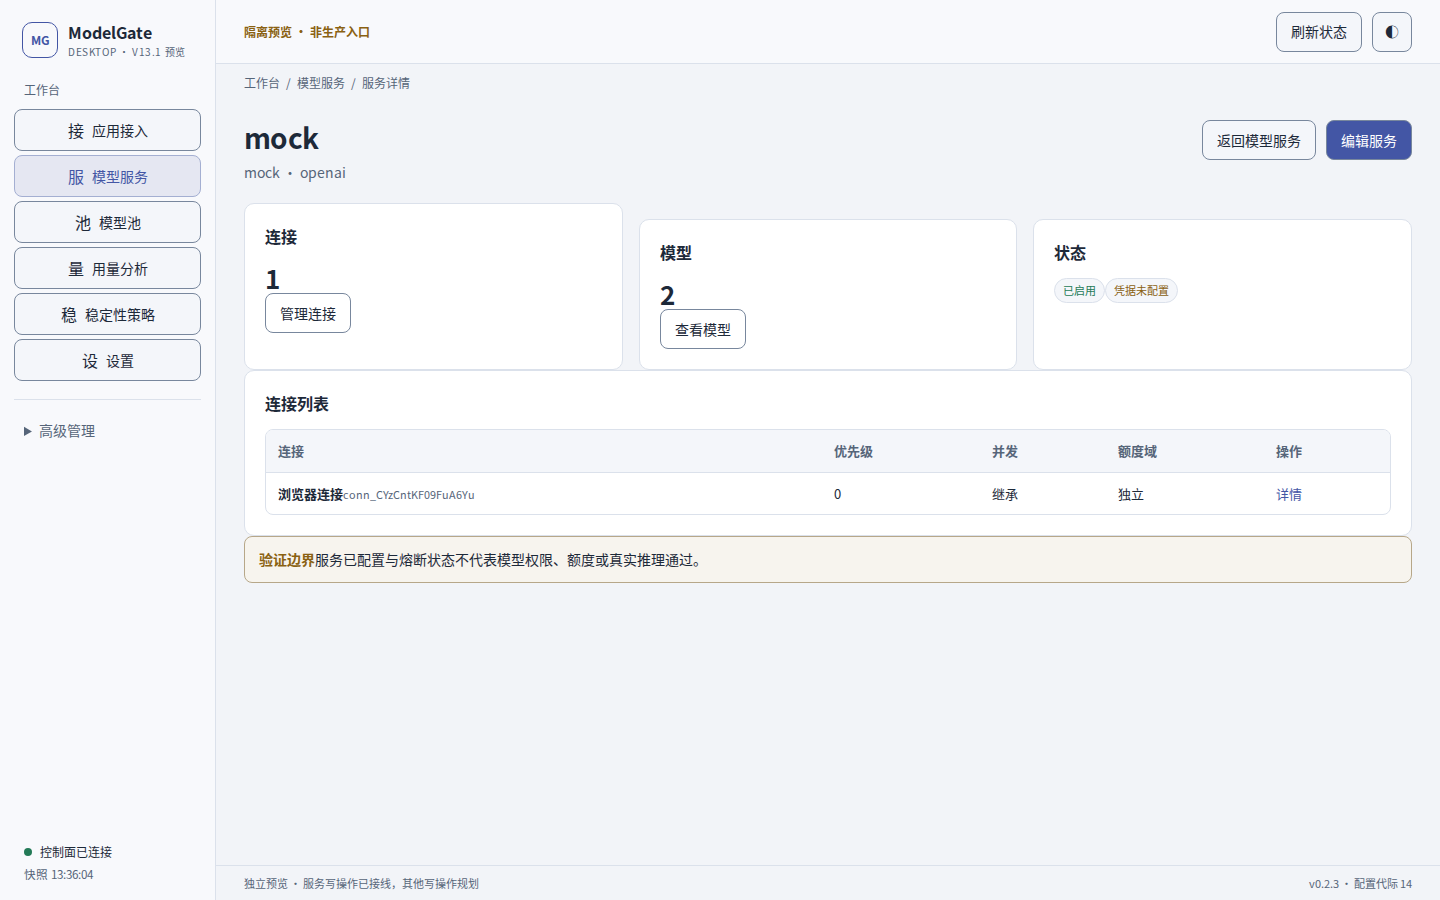 MG
ModelGate
DESKTOP · V13.1 预览
工作台
接 应用接入
服 模型服务
池 模型池
量 用量分析
稳 稳定性策略
设 设置
▶ 高级管理
控制面已连接
快照 13:36:04
隔离预览 · 非生产入口
刷新状态
工作台 / 模型服务 / 服务详情
mock
mock · openai
返回模型服务
编辑服务
连接
1
管理连接
模型
2
查看模型
状态
已启用 凭据未配置
连接列表
连接 优先级 并发 额度域 操作
浏览器连接conn_CYzCntKF09FuA6Yu 0 继承 独立 详情
验证边界服务已配置与熔断状态不代表模型权限、额度或真实推理通过。
独立预览 · 服务写操作已接线，其他写操作规划
v0.2.3 · 配置代际 14